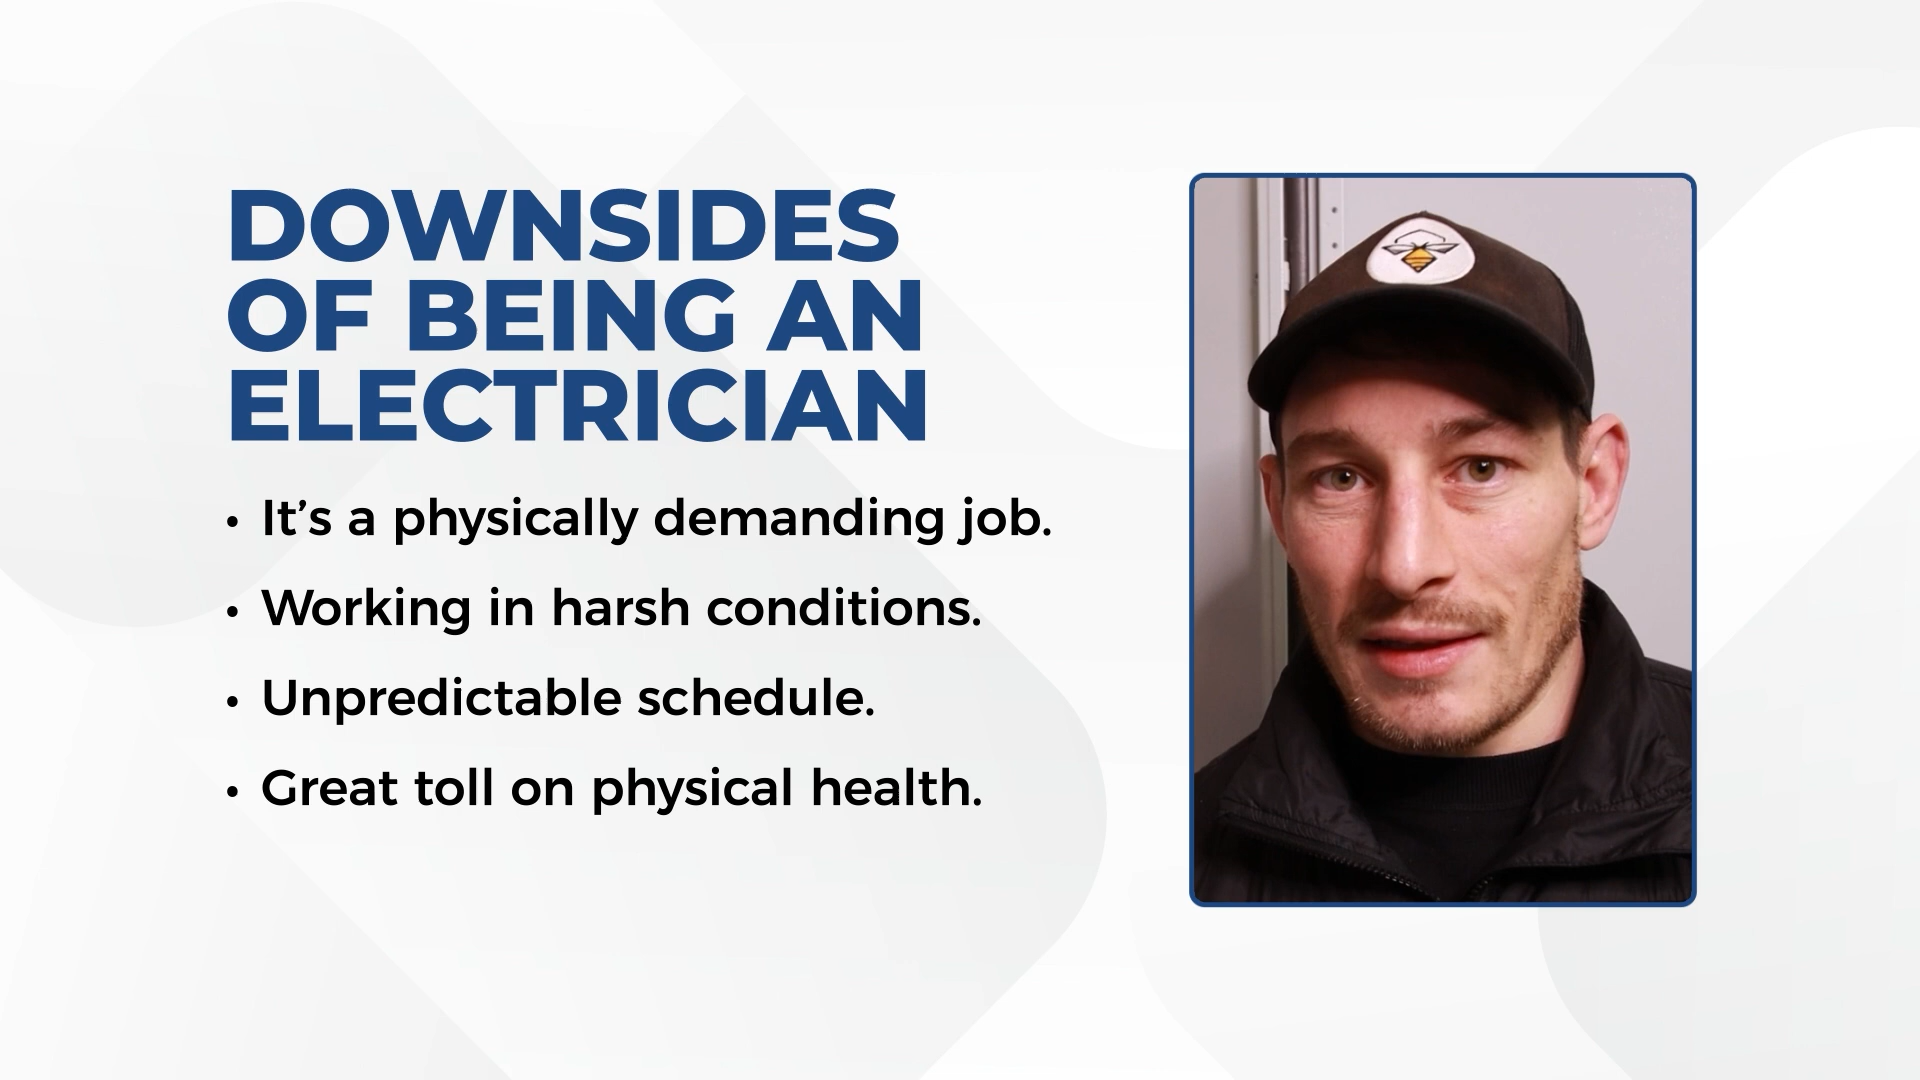 DOWNSIDES
OF BEING AN
ELECTRICIAN
• It’s a physically demanding job.
• Working in harsh conditions.
• Unpredictable schedule.
• Great toll on physical health.